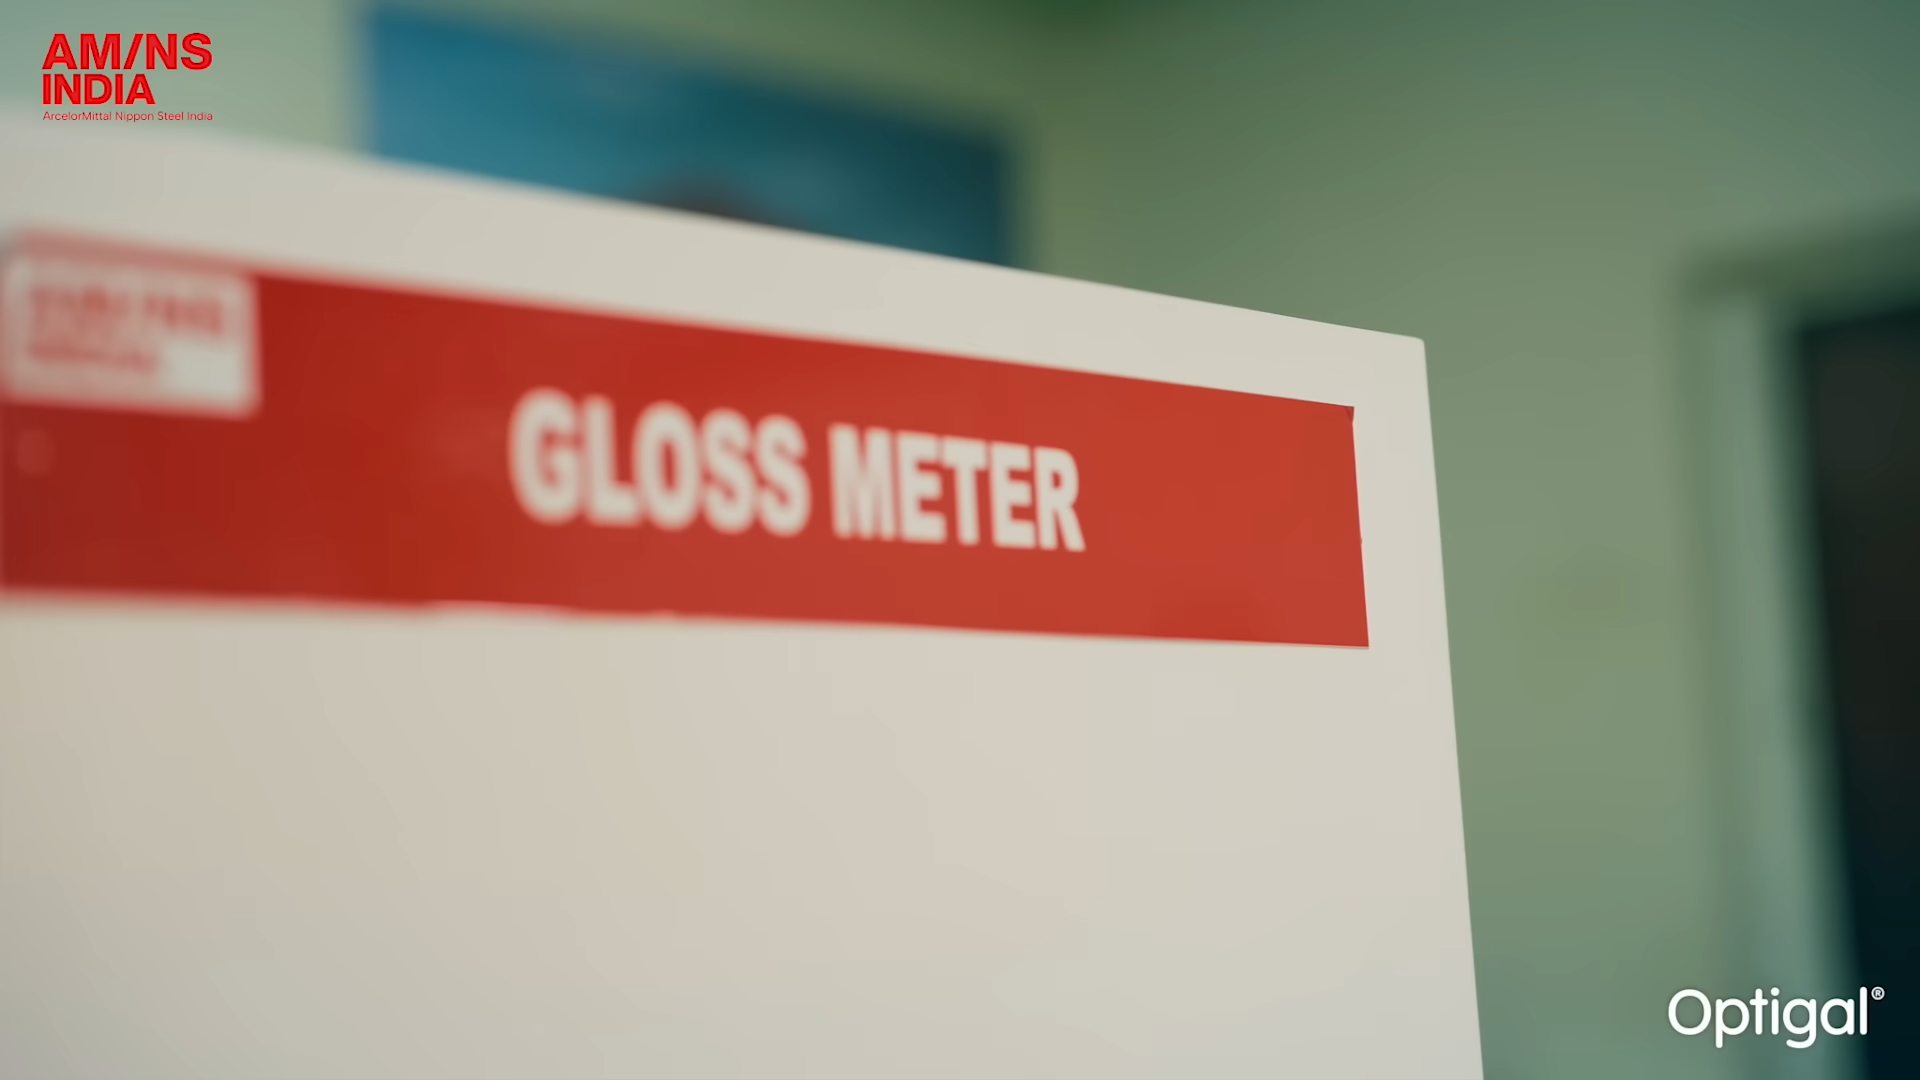 AM/NS
INDIA
ArcelorMittal Nippon Steel India
GLOSS METER
Optigal®